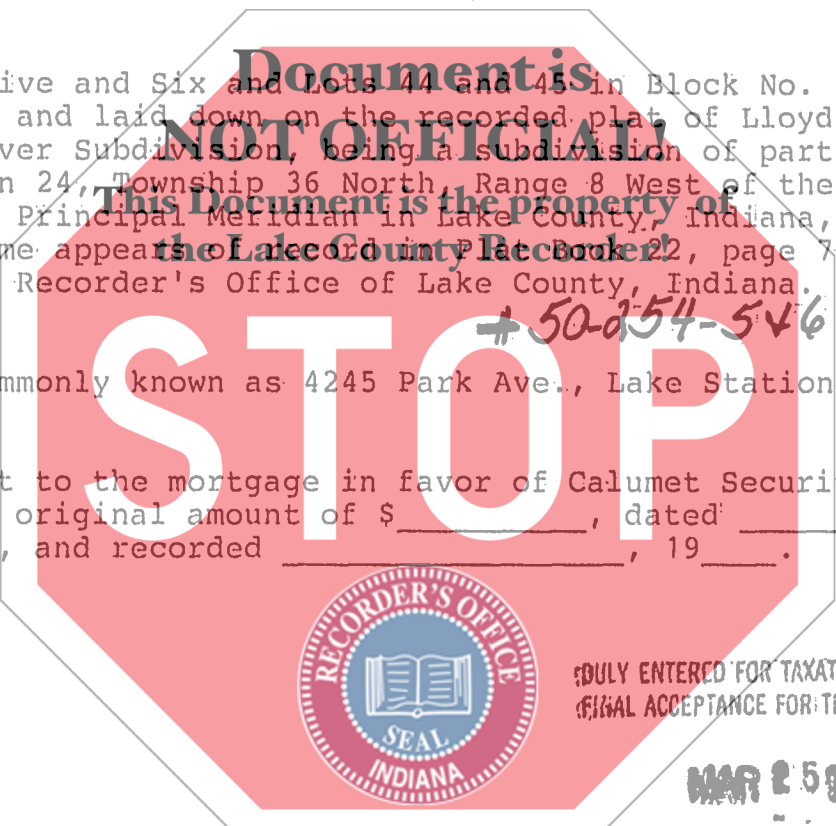 Document is
ive and Six and Lots 44 and 45 in Block No.
and laid down on the recorded plat of Lloyd
NOT OFFICIAL!
ver Subdivision, being a subdivision of part
n 24, Township 36 North, Range 8 West of the
This Document is the property of
Principal Meridian in Lake County, Indiana,
me appears of record in Plat Book 22, page 7
the Lake County Recorder!
Recorder's Office of Lake County, Indiana.
# 50-254-5+6
mmonly known as 4245 Park Ave., Lake Station
STOP
t to the mortgage in favor of Calumet Securi
original amount of $__________, dated
, and recorded __________________, 19____.
RECORDER'S OFFICE
SEAL
INDIANA
DULY ENTERED FOR TAXAT
FINAL ACCEPTANCE FOR T
MAR 25